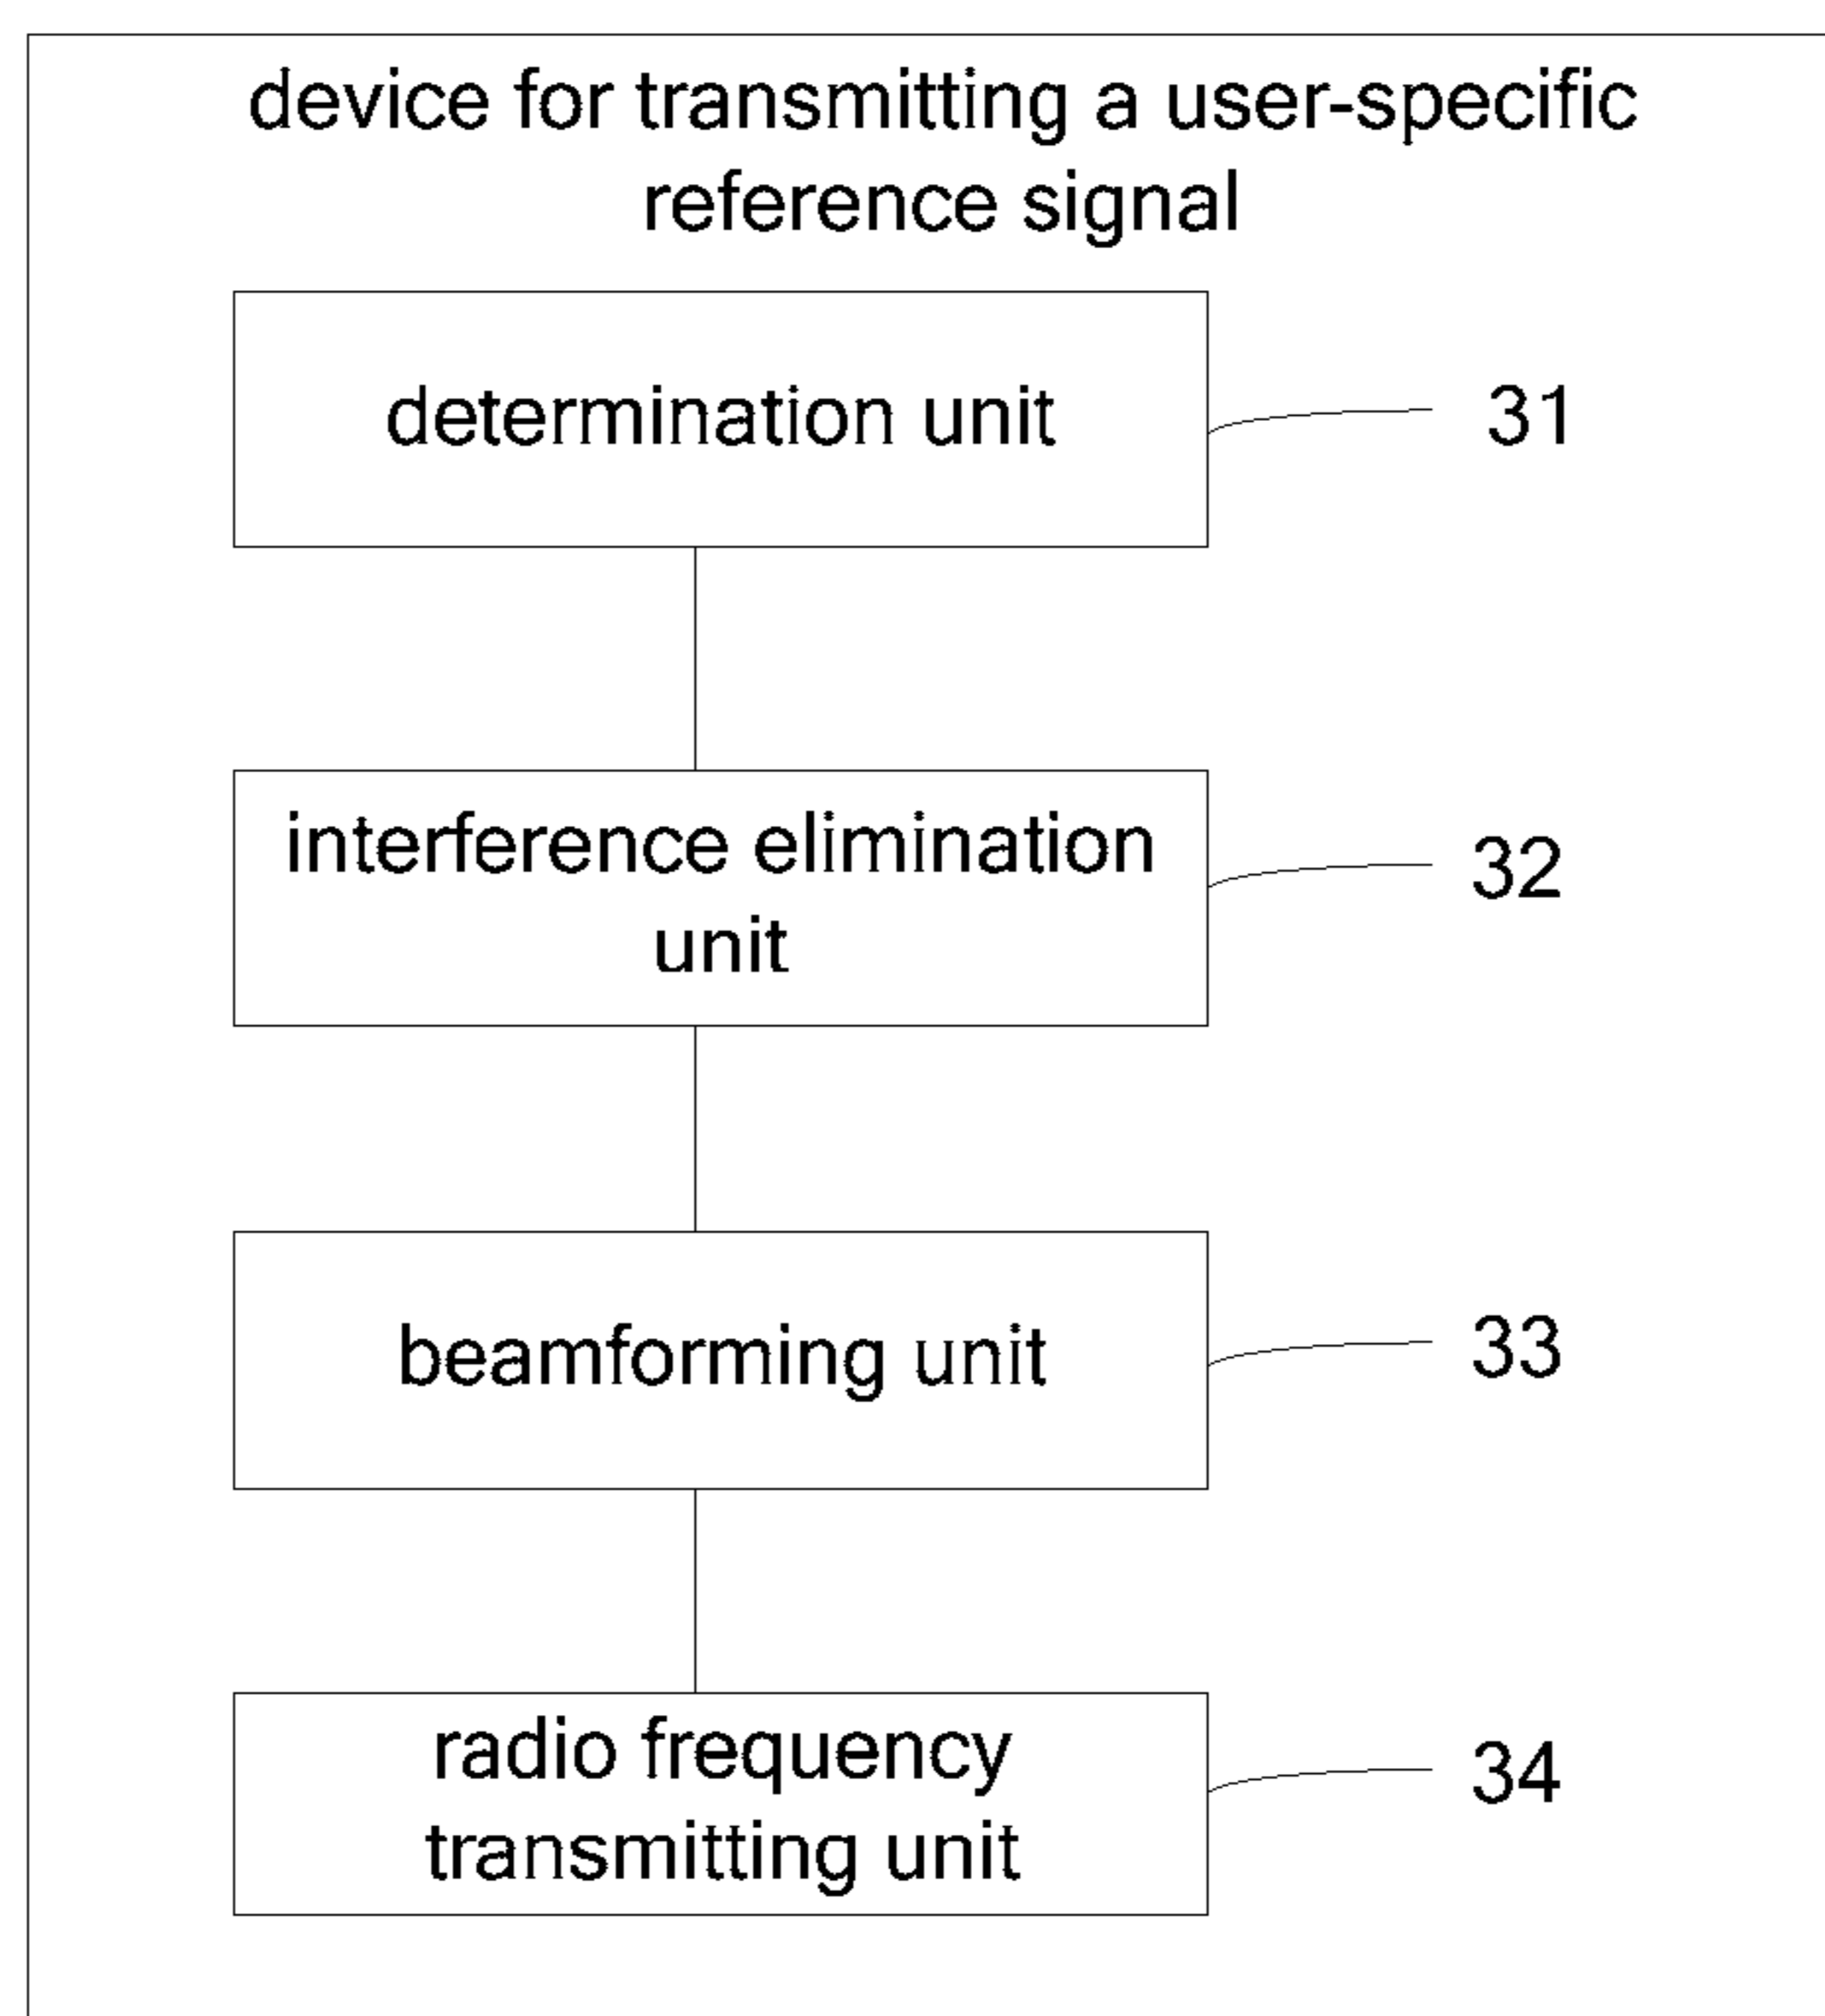 device for transmitting a user-specific
reference signal
determination unit
31
interference elimination
unit
32
beamforming unit
33
radio frequency
transmitting unit
34